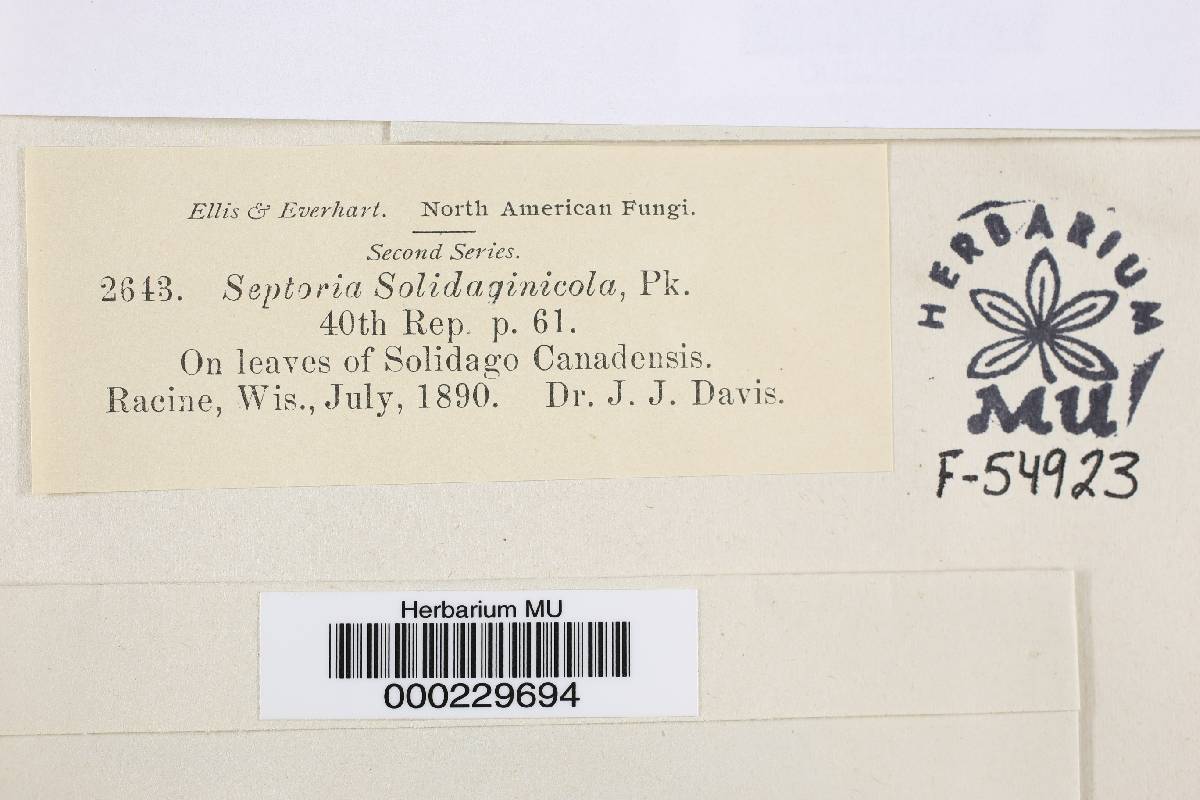 Ellis & Everhart. North American Fungi.
Second Series.
2643. Septoria Solidaginicola, Pk.
40th Rep. p. 61.
On leaves of Solidago Canadensis.
Racine, Wis., July, 1890. Dr. J. J. Davis.
HERBARIUM
MU
F-54923
Herbarium MU
000229694